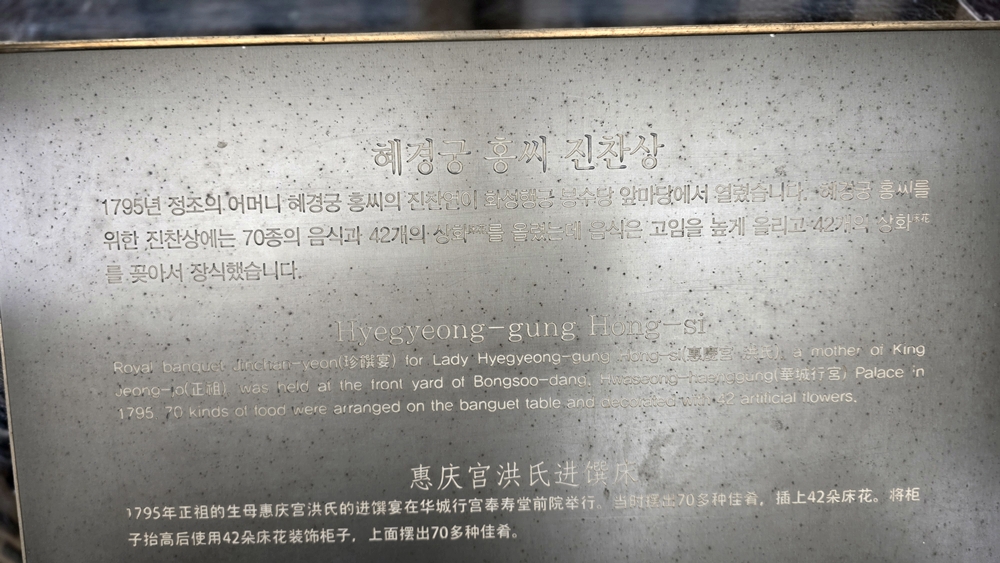 혜경궁 홍씨 진찬상
1795년 정조의 어머니 혜경궁 홍씨의 진찬연이 화성행궁 봉수당 앞마당에서 열렸습니다. 혜경궁 홍씨를
위한 진찬상에는 70종의 음식과 42개의 상화를 올렸는데 음식은 고임을 높게 올리고 42개의 상화
를 꽂아서 장식했습니다.
Hyegyeong-gung Hong-si
Royal banquet Jinchan-yeon(珍饌宴) for Lady Hyegyeong-gung Hong-si(惠慶宮 洪氏), a mother of King
Jeong-jo(正祖), was held at the front yard of Bongsoo-dang, Hwaseong-haenggung(華城行宮) Palace in
1795. 70 kinds of food were arranged on the banquet table and decorated with 42 artificial flowers.
惠庆宫洪氏进馔床
1795年正祖的生母惠庆宫洪氏的进馔宴在华城行宫奉寿堂前院举行。当时摆出70多种佳肴，插上42朵床花。将柜
子抬高后使用42朵床花装饰柜子，上面摆出70多种佳肴。